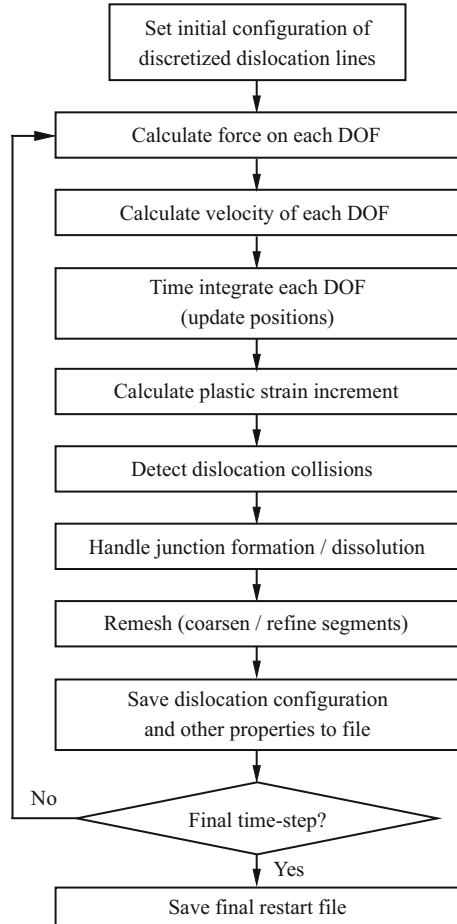 Set initial configuration of
discretized dislocation lines
Calculate force on each DOF
Calculate velocity of each DOF
Time integrate each DOF
(update positions)
Calculate plastic strain increment
Detect dislocation collisions
Handle junction formation / dissolution
Remesh (coarsen / refine segments)
Save dislocation configuration
and other properties to file
No
Final time-step?
Yes
Save final restart file